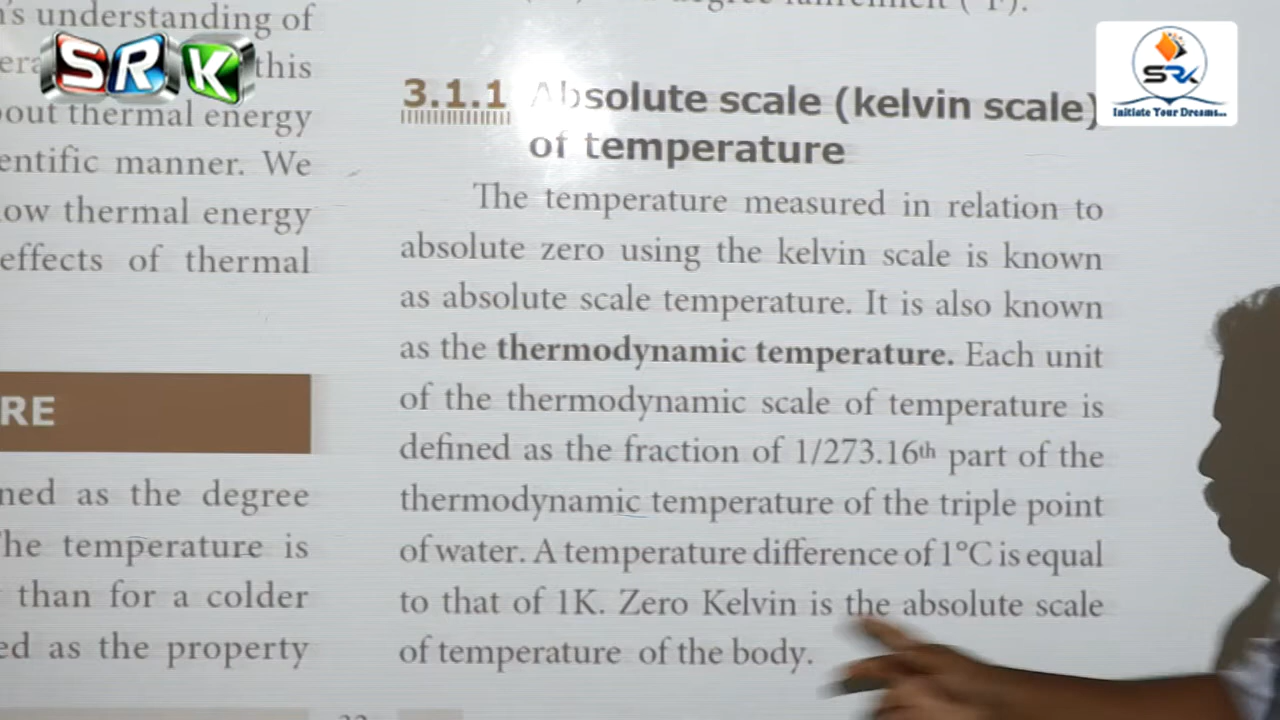 's understanding of
SRK
this
out thermal energy
entific manner. We
ow thermal energy
effects of thermal
RE
ned as the degree
The temperature is
than for a colder
ed as the property
3.1.1 Absolute scale (kelvin scale)
of temperature
The temperature measured in relation to
absolute zero using the kelvin scale is known
as absolute scale temperature. It is also known
as the thermodynamic temperature. Each unit
of the thermodynamic scale of temperature is
defined as the fraction of 1/273.16th part of the
thermodynamic temperature of the triple point
of water. A temperature difference of 1°C is equal
to that of 1K. Zero Kelvin is the absolute scale
of temperature of the body.
SRK
Initiate Your Dreams...